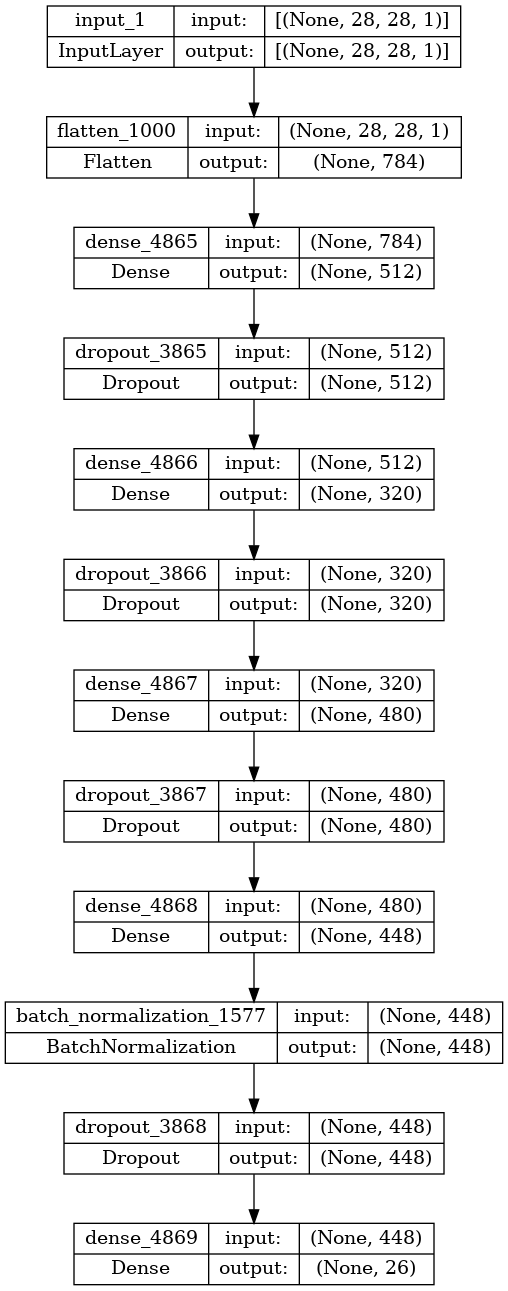 input_1 input: [(None, 28, 28, 1)]
InputLayer output: [(None, 28, 28, 1)]
flatten_1000 input: (None, 28, 28, 1)
Flatten output: (None, 784)
dense_4865 input: (None, 784)
Dense output: (None, 512)
dropout_3865 input: (None, 512)
Dropout output: (None, 512)
dense_4866 input: (None, 512)
Dense output: (None, 320)
dropout_3866 input: (None, 320)
Dropout output: (None, 320)
dense_4867 input: (None, 320)
Dense output: (None, 480)
dropout_3867 input: (None, 480)
Dropout output: (None, 480)
dense_4868 input: (None, 480)
Dense output: (None, 448)
batch_normalization_1577 input: (None, 448)
BatchNormalization output: (None, 448)
dropout_3868 input: (None, 448)
Dropout output: (None, 448)
dense_4869 input: (None, 448)
Dense output: (None, 26)